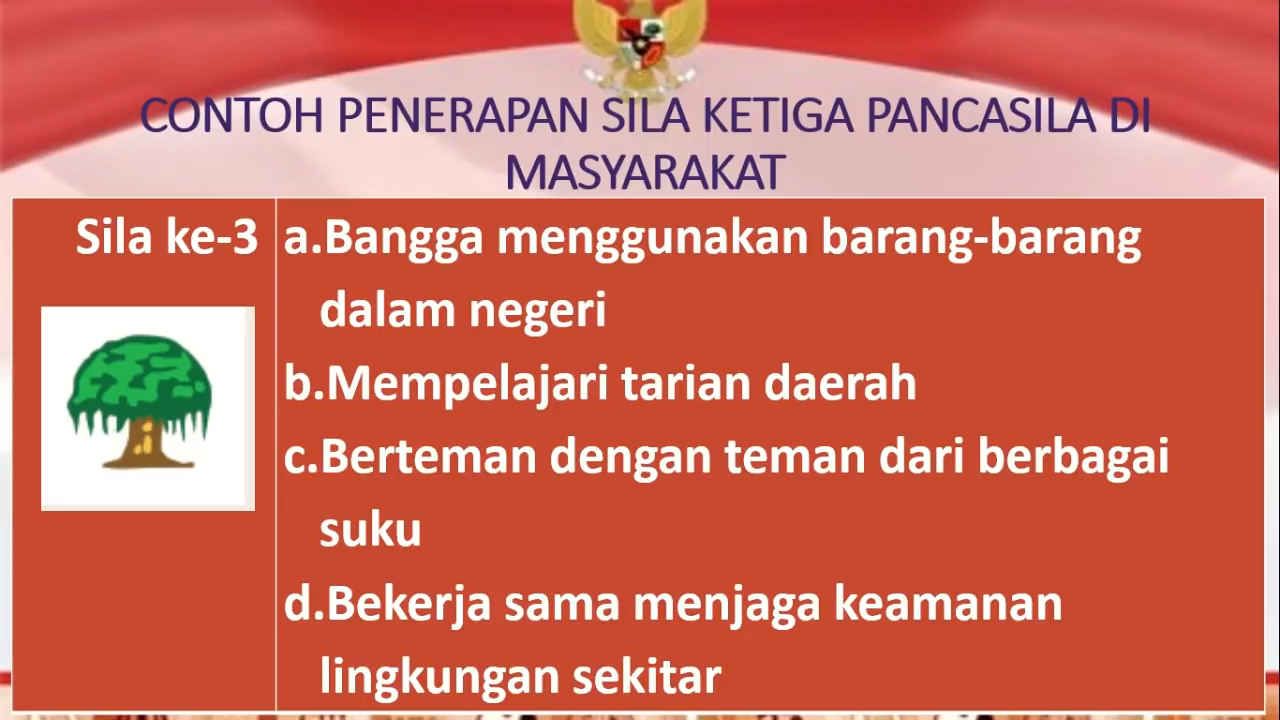 CONTOH PENERAPAN SILA KETIGA PANCASILA DI
MASYARAKAT
Sila ke-3
a.Bangga menggunakan barang-barang
dalam negeri
b.Mempelajari tarian daerah
c.Berteman dengan teman dari berbagai
suku
d.Bekerja sama menjaga keamanan
lingkungan sekitar